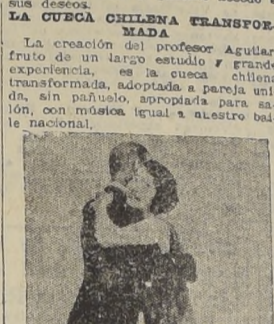 sus deseos.
LA CUECA CHILENA TRANSFOR-
MADA
La creación del profesor Aguilar
fruto de un largo estudio y grande
experiencia, es la cueca chilena
transformada, adoptada a pareja uni
da, sin pañuelo, apropiada para sa
lón, con música igual a nuestro bai
le nacional.